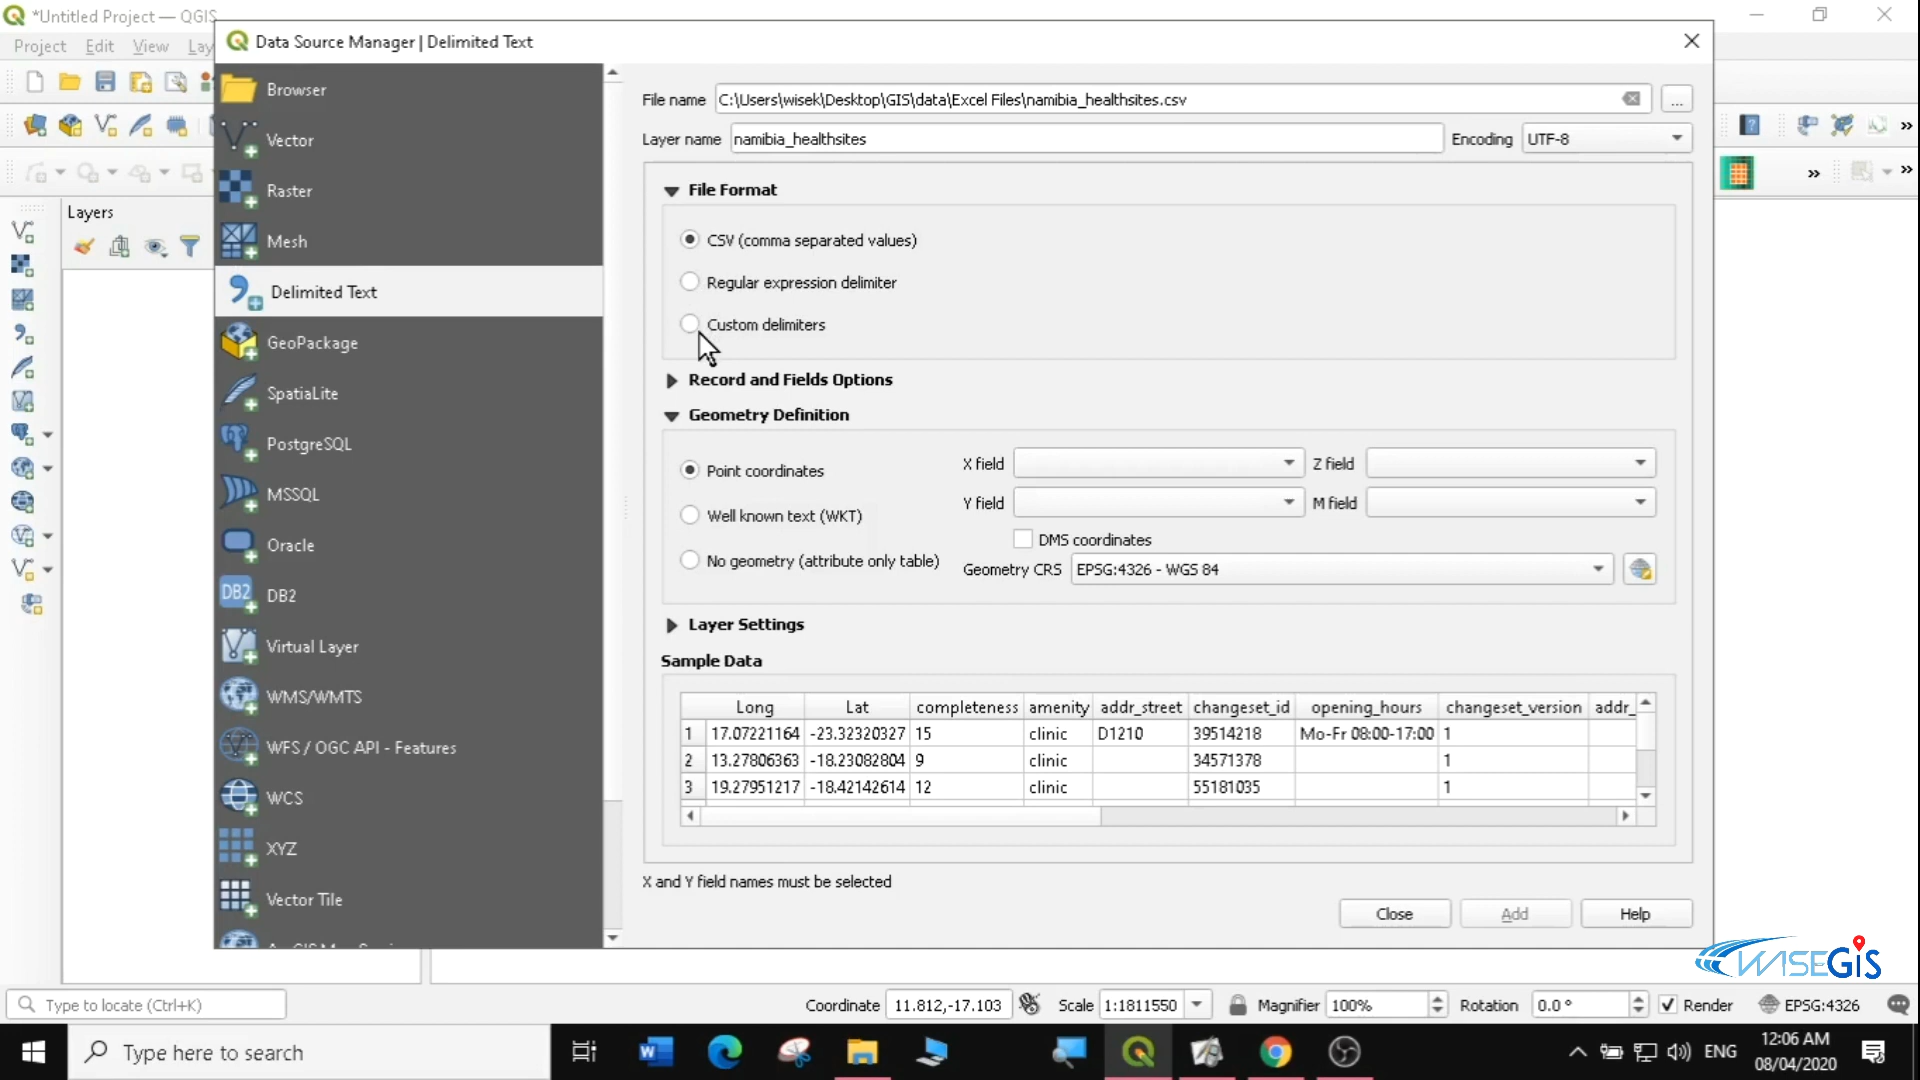 *Untitled Project — QGIS
Project Edit View Lay
Data Source Manager | Delimited Text
Browser
Vector
Raster
Mesh
Delimited Text
GeoPackage
SpatiaLite
PostgreSQL
MSSQL
Oracle
DB2
DB2
Virtual Layer
WMS/WMTS
WFS / OGC API - Features
WCS
XYZ
Vector Tile
Layers
File name C:\Users\wisek\Desktop\GIS\data\Excel Files\namibia_healthsites.csv ...
Layer name namibia_healthsites Encoding UTF-8
File Format
CSV (comma separated values)
Regular expression delimiter
Custom delimiters
Record and Fields Options
Geometry Definition
Point coordinates X field Z field
Well known text (WKT) Y field M field
DMS coordinates
No geometry (attribute only table) Geometry CRS EPSG:4326 - WGS 84
Layer Settings
Sample Data
Long Lat completeness amenity addr_street changeset_id opening_hours changeset_version addr_
1 17.07221164 -23.32320327 15 clinic D1210 39514218 Mo-Fr 08:00-17:00 1
2 13.27806363 -18.23082804 9 clinic 34571378 1
3 19.27951217 -18.42142614 12 clinic 55181035 1
X and Y field names must be selected
Close Add Help
WISEGIS
Type to locate (Ctrl+K) Coordinate 11.812,-17.103 Scale 1:1811550 Magnifier 100% Rotation 0.0 ° Render EPSG:4326
Type here to search ENG 12:06 AM
08/04/2020